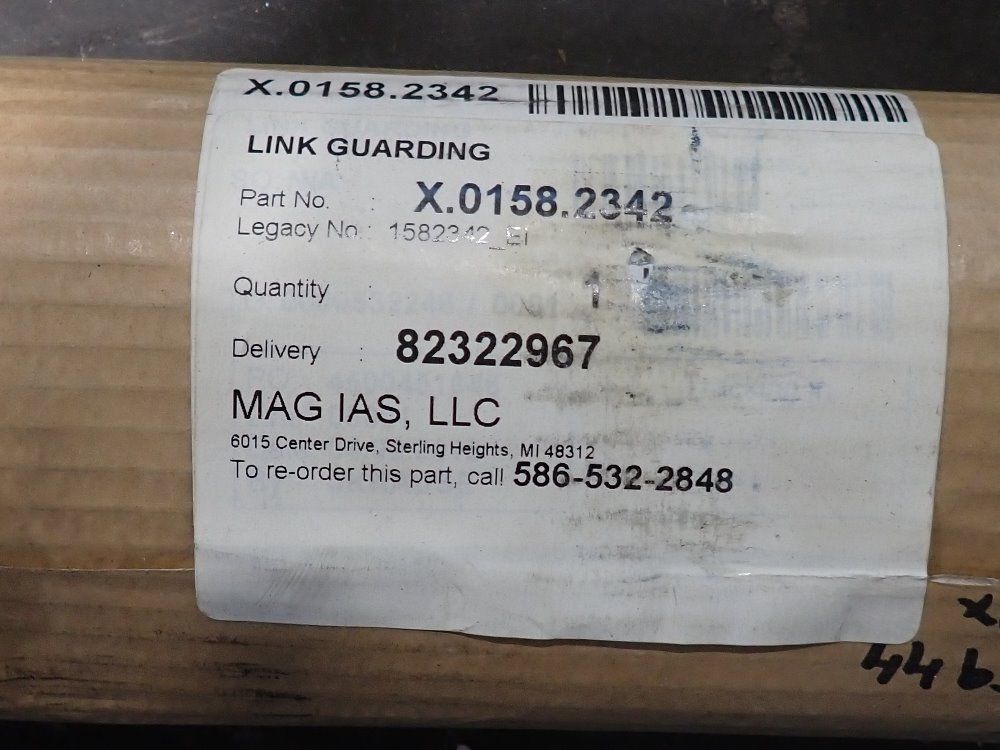 X.0158.2342
LINK GUARDING
Part No. : X.0158.2342
Legacy No.: 1582342_EI
Quantity : 1
Delivery : 82322967
MAG IAS, LLC
6015 Center Drive, Sterling Heights, MI 48312
To re-order this part, call 586-532-2848
44